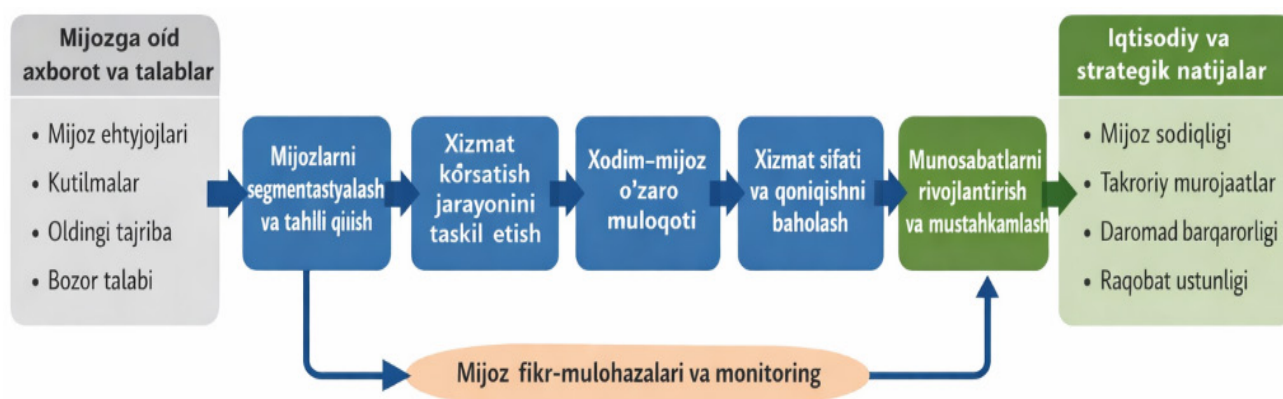 Mijozga oíd
axborot va talablar
• Mijoz ehtyjojlari
• Kutilmalar
• Oldingi tajriba
• Bozor talabi
Mijozlarni
segmentastyalash
va tahlli qiiish
Xizmat
kőrsatish
jarayonini
taskil etish
Xodim–mijoz
o'zaro
muloqoti
Xizmat sifati
va qoniqishni
baholash
Munosabatlarni
rivojlantirish
va mustahkamlash
Iqtisodiy va
strategik natijalar
• Mijoz sodiqligi
• Takroriy murojaatlar
• Daromad barqarorligi
• Raqobat ustunligi
Mijoz fikr-mulohazalari va monitoring